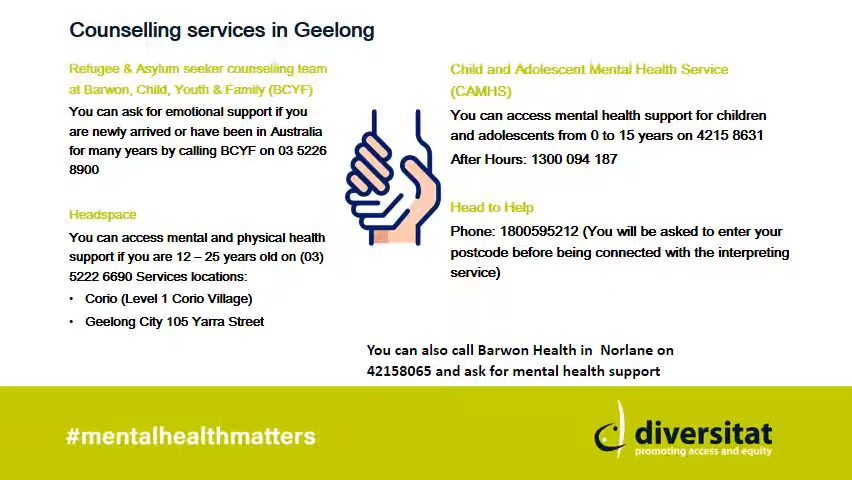 Counselling services in Geelong
Refugee & Asylum seeker counselling team
at Barwon, Child, Youth & Family (BCYF)
You can ask for emotional support if you
are newly arrived or have been in Australia
for many years by calling BCYF on 03 5226
8900
Headspace
You can access mental and physical health
support if you are 12 – 25 years old on (03)
5222 6690 Services locations:
• Corio (Level 1 Corio Village)
• Geelong City 105 Yarra Street
Child and Adolescent Mental Health Service
(CAMHS)
You can access mental health support for children
and adolescents from 0 to 15 years on 4215 8631
After Hours: 1300 094 187
Head to Help
Phone: 1800595212 (You will be asked to enter your
postcode before being connected with the interpreting
service)
You can also call Barwon Health in Norlane on
42158065 and ask for mental health support
#mentalhealthmatters
diversitat
promoting access and equity